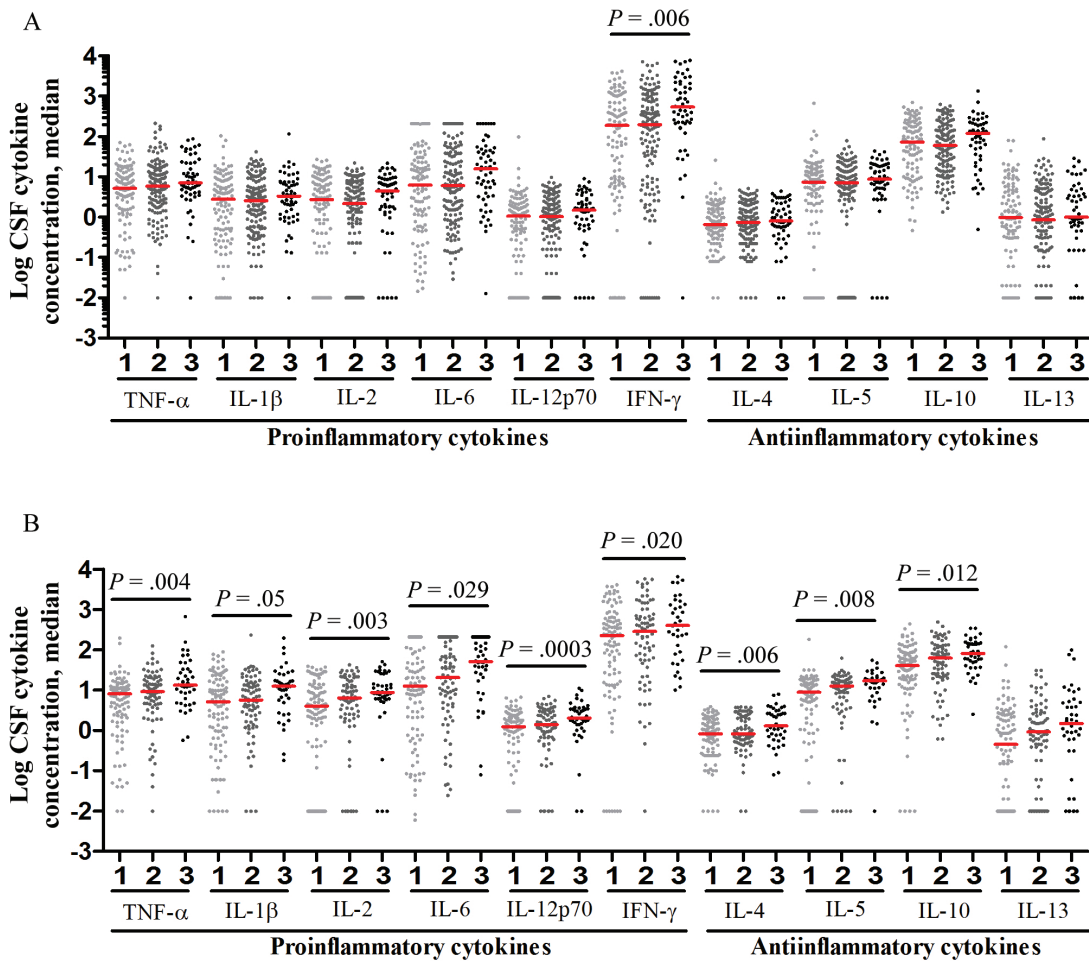 A
P = .006
Log CSF cytokine
concentration, median
4
3
2
1
0
-1
-2
-3
1 2 3 1 2 3 1 2 3 1 2 3 1 2 3 1 2 3 1 2 3 1 2 3 1 2 3 1 2 3
TNF-α IL-1β IL-2 IL-6 IL-12p70 IFN-γ IL-4 IL-5 IL-10 IL-13
Proinflammatory cytokines Antiinflammatory cytokines
B
P = .004 P = .05 P = .003 P = .029 P = .0003 P = .020 P = .006 P = .008 P = .012
Log CSF cytokine
concentration, median
4
3
2
1
0
-1
-2
-3
1 2 3 1 2 3 1 2 3 1 2 3 1 2 3 1 2 3 1 2 3 1 2 3 1 2 3 1 2 3
TNF-α IL-1β IL-2 IL-6 IL-12p70 IFN-γ IL-4 IL-5 IL-10 IL-13
Proinflammatory cytokines Antiinflammatory cytokines